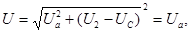 U = √(U_a² + (U_2 − U_C)²) = U_a,